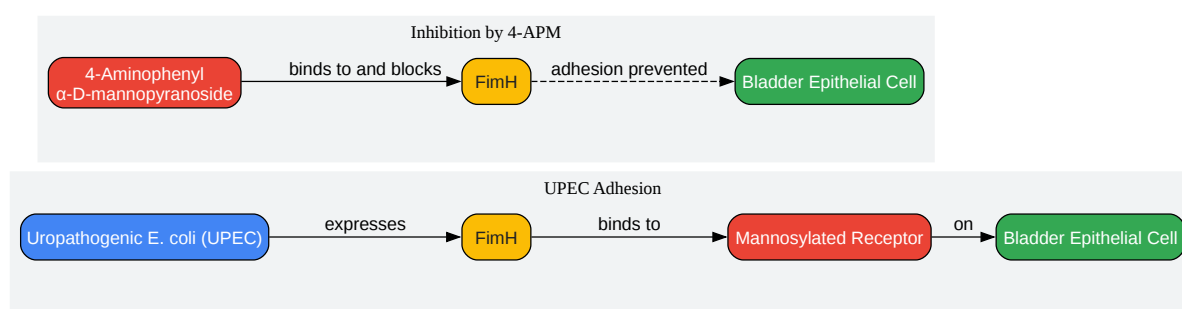 Inhibition by 4-APM
4-Aminophenyl
α-D-mannopyranoside
binds to and blocks
FimH
adhesion prevented
Bladder Epithelial Cell
UPEC Adhesion
Uropathogenic E. coli (UPEC)
expresses
FimH
binds to
Mannosylated Receptor
on
Bladder Epithelial Cell